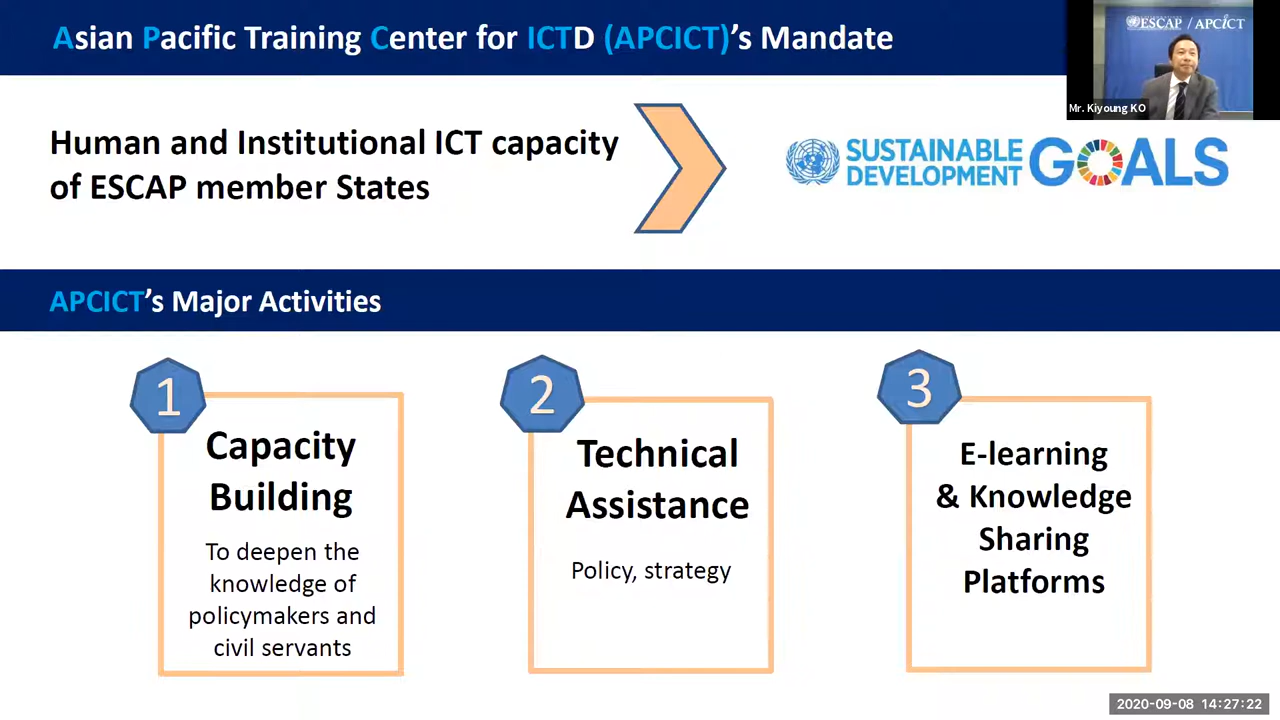 Asian Pacific Training Center for ICTD (APCICT)'s Mandate
ESCAP / APCICT
Mr. Kiyoung KO
Human and Institutional ICT capacity
of ESCAP member States
SUSTAINABLE
DEVELOPMENT
GOALS
APCICT's Major Activities
1
Capacity
Building
To deepen the
knowledge of
policymakers and
civil servants
2
Technical
Assistance
Policy, strategy
3
E-learning
& Knowledge
Sharing
Platforms
2020-09-08 14:27:22